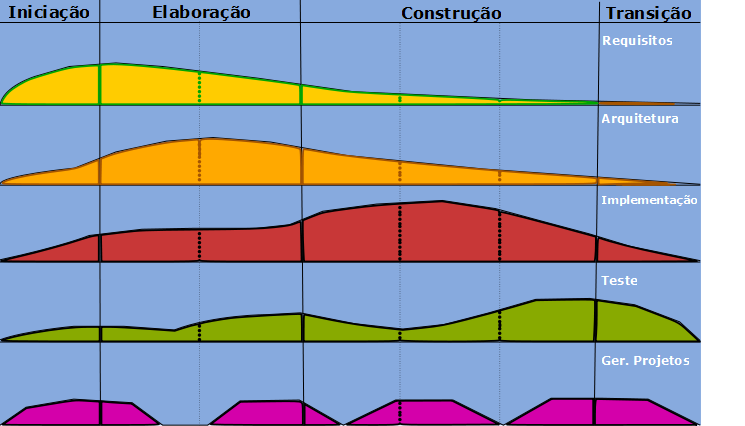 Iniciação Elaboração Construção Transição
Requisitos
Arquitetura
Implementação
Teste
Ger. Projetos